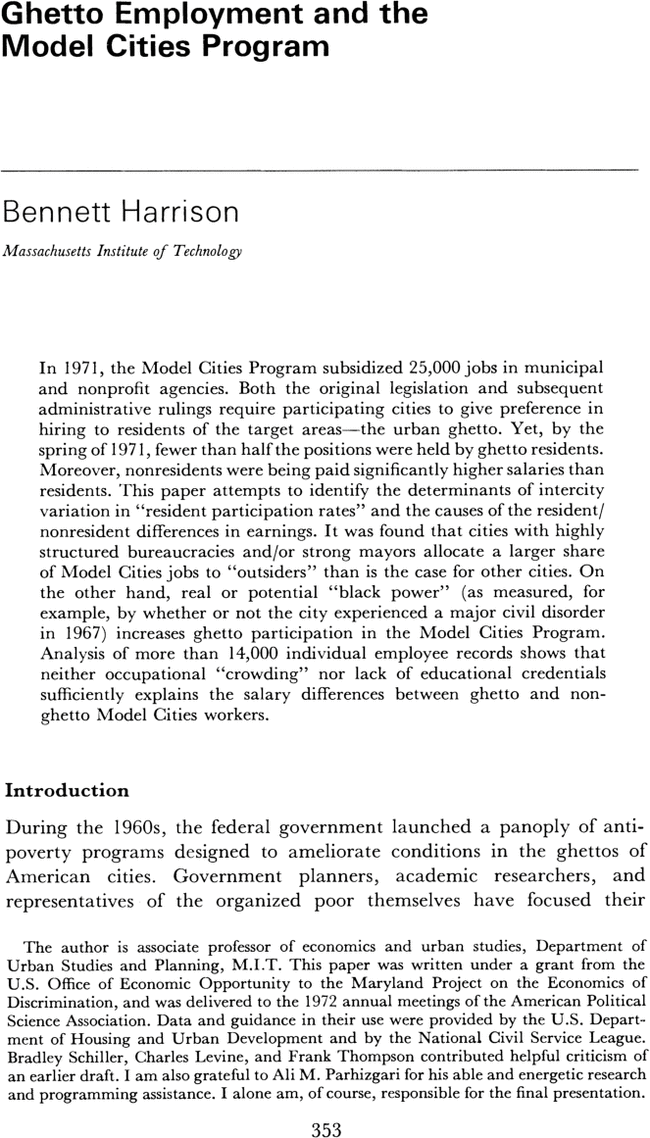 Ghetto Employment and the
Model Cities Program
Bennett Harrison
Massachusetts Institute of Technology
In 1971, the Model Cities Program subsidized 25,000 jobs in municipal
and nonprofit agencies. Both the original legislation and subsequent
administrative rulings require participating cities to give preference in
hiring to residents of the target areas—the urban ghetto. Yet, by the
spring of 1971, fewer than half the positions were held by ghetto residents.
Moreover, nonresidents were being paid significantly higher salaries than
residents. This paper attempts to identify the determinants of intercity
variation in “resident participation rates” and the causes of the resident/
nonresident differences in earnings. It was found that cities with highly
structured bureaucracies and/or strong mayors allocate a larger share
of Model Cities jobs to “outsiders” than is the case for other cities. On
the other hand, real or potential “black power” (as measured, for
example, by whether or not the city experienced a major civil disorder
in 1967) increases ghetto participation in the Model Cities Program.
Analysis of more than 14,000 individual employee records shows that
neither occupational “crowding” nor lack of educational credentials
sufficiently explains the salary differences between ghetto and non-
ghetto Model Cities workers.
Introduction
During the 1960s, the federal government launched a panoply of anti-
poverty programs designed to ameliorate conditions in the ghettos of
American cities. Government planners, academic researchers, and
representatives of the organized poor themselves have focused their
The author is associate professor of economics and urban studies, Department of
Urban Studies and Planning, M.I.T. This paper was written under a grant from the
U.S. Office of Economic Opportunity to the Maryland Project on the Economics of
Discrimination, and was delivered to the 1972 annual meetings of the American Political
Science Association. Data and guidance in their use were provided by the U.S. Depart-
ment of Housing and Urban Development and by the National Civil Service League.
Bradley Schiller, Charles Levine, and Frank Thompson contributed helpful criticism of
an earlier draft. I am also grateful to Ali M. Parhizgari for his able and energetic research
and programming assistance. I alone am, of course, responsible for the final presentation.
353